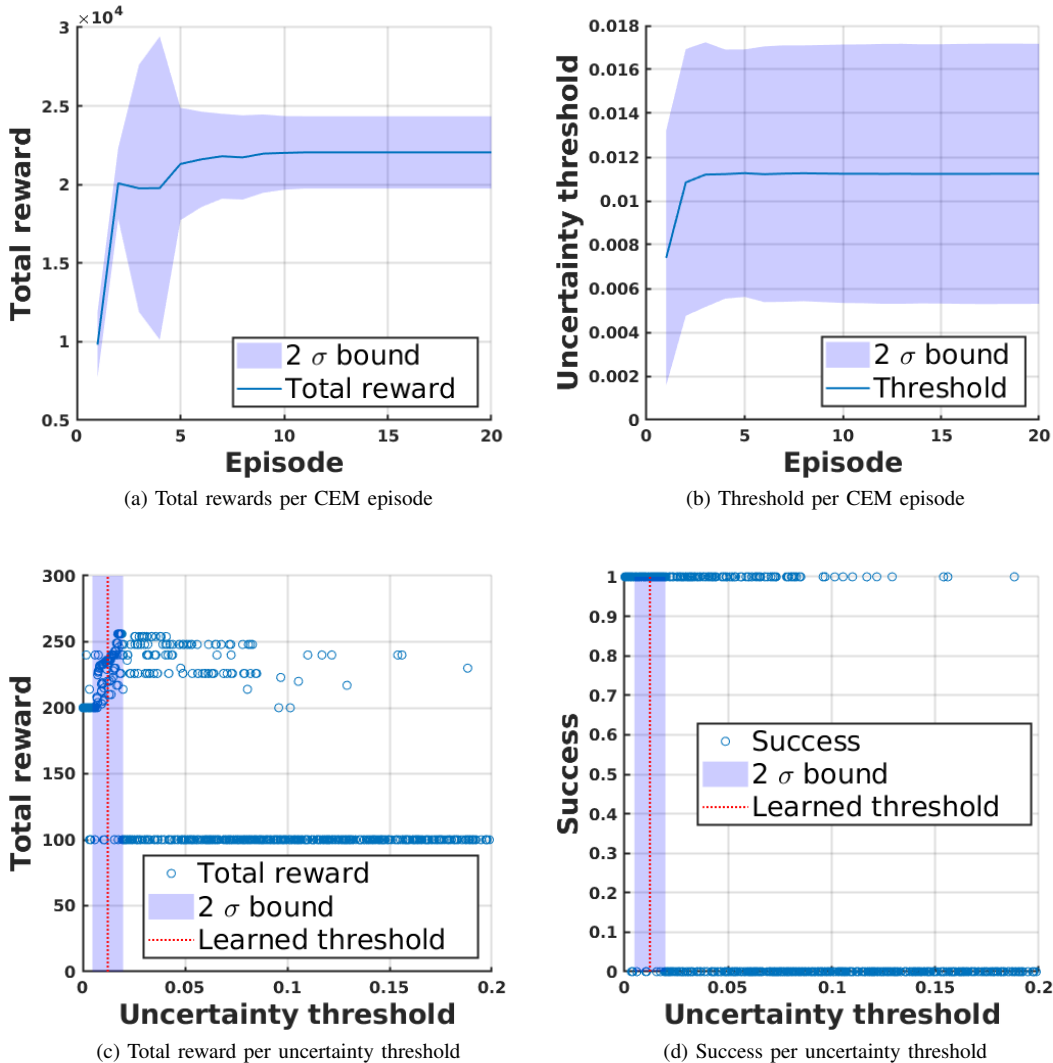 ×10⁴
3
2.5
2
1.5
1
0.5
0 5 10 15 20
Total reward
Episode
2 σ bound
Total reward
(a) Total rewards per CEM episode
0.018
0.016
0.014
0.012
0.01
0.008
0.006
0.004
0.002
0
0 5 10 15 20
Uncertainty threshold
Episode
2 σ bound
Threshold
(b) Threshold per CEM episode
300
250
200
150
100
50
0
0 0.05 0.1 0.15 0.2
Total reward
Uncertainty threshold
Total reward
2 σ bound
Learned threshold
(c) Total reward per uncertainty threshold
1
0.9
0.8
0.7
0.6
0.5
0.4
0.3
0.2
0.1
0
0 0.05 0.1 0.15 0.2
Success
Uncertainty threshold
Success
2 σ bound
Learned threshold
(d) Success per uncertainty threshold